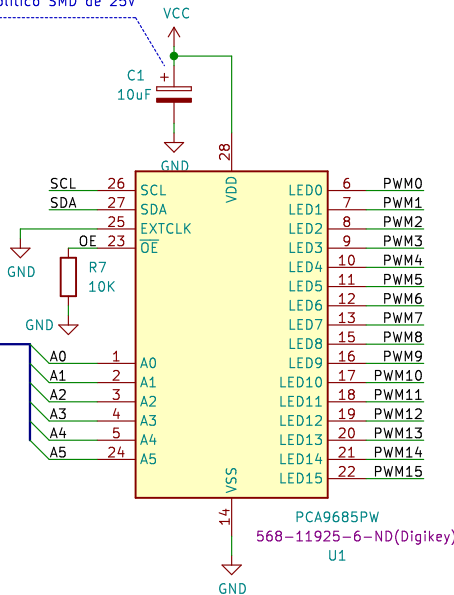 SMD de 25V
VCC
C1
+
10uF
GND
28
VDD
SCL 26 SCL LED0 6 PWM0
SDA 27 SDA LED1 7 PWM1
25 EXTCLK LED2 8 PWM2
OE 23 OE LED3 9 PWM3
GND
R7
10K
GND
LED4 10 PWM4
LED5 11 PWM5
LED6 12 PWM6
LED7 13 PWM7
LED8 15 PWM8
A0 1 A0 LED9 16 PWM9
A1 2 A1 LED10 17 PWM10
A2 3 A2 LED11 18 PWM11
A3 4 A3 LED12 19 PWM12
A4 5 A4 LED13 20 PWM13
A5 24 A5 LED14 21 PWM14
LED15 22 PWM15
VSS
14
PCA9685PW
568-11925-6-ND(Digikey)
U1
GND